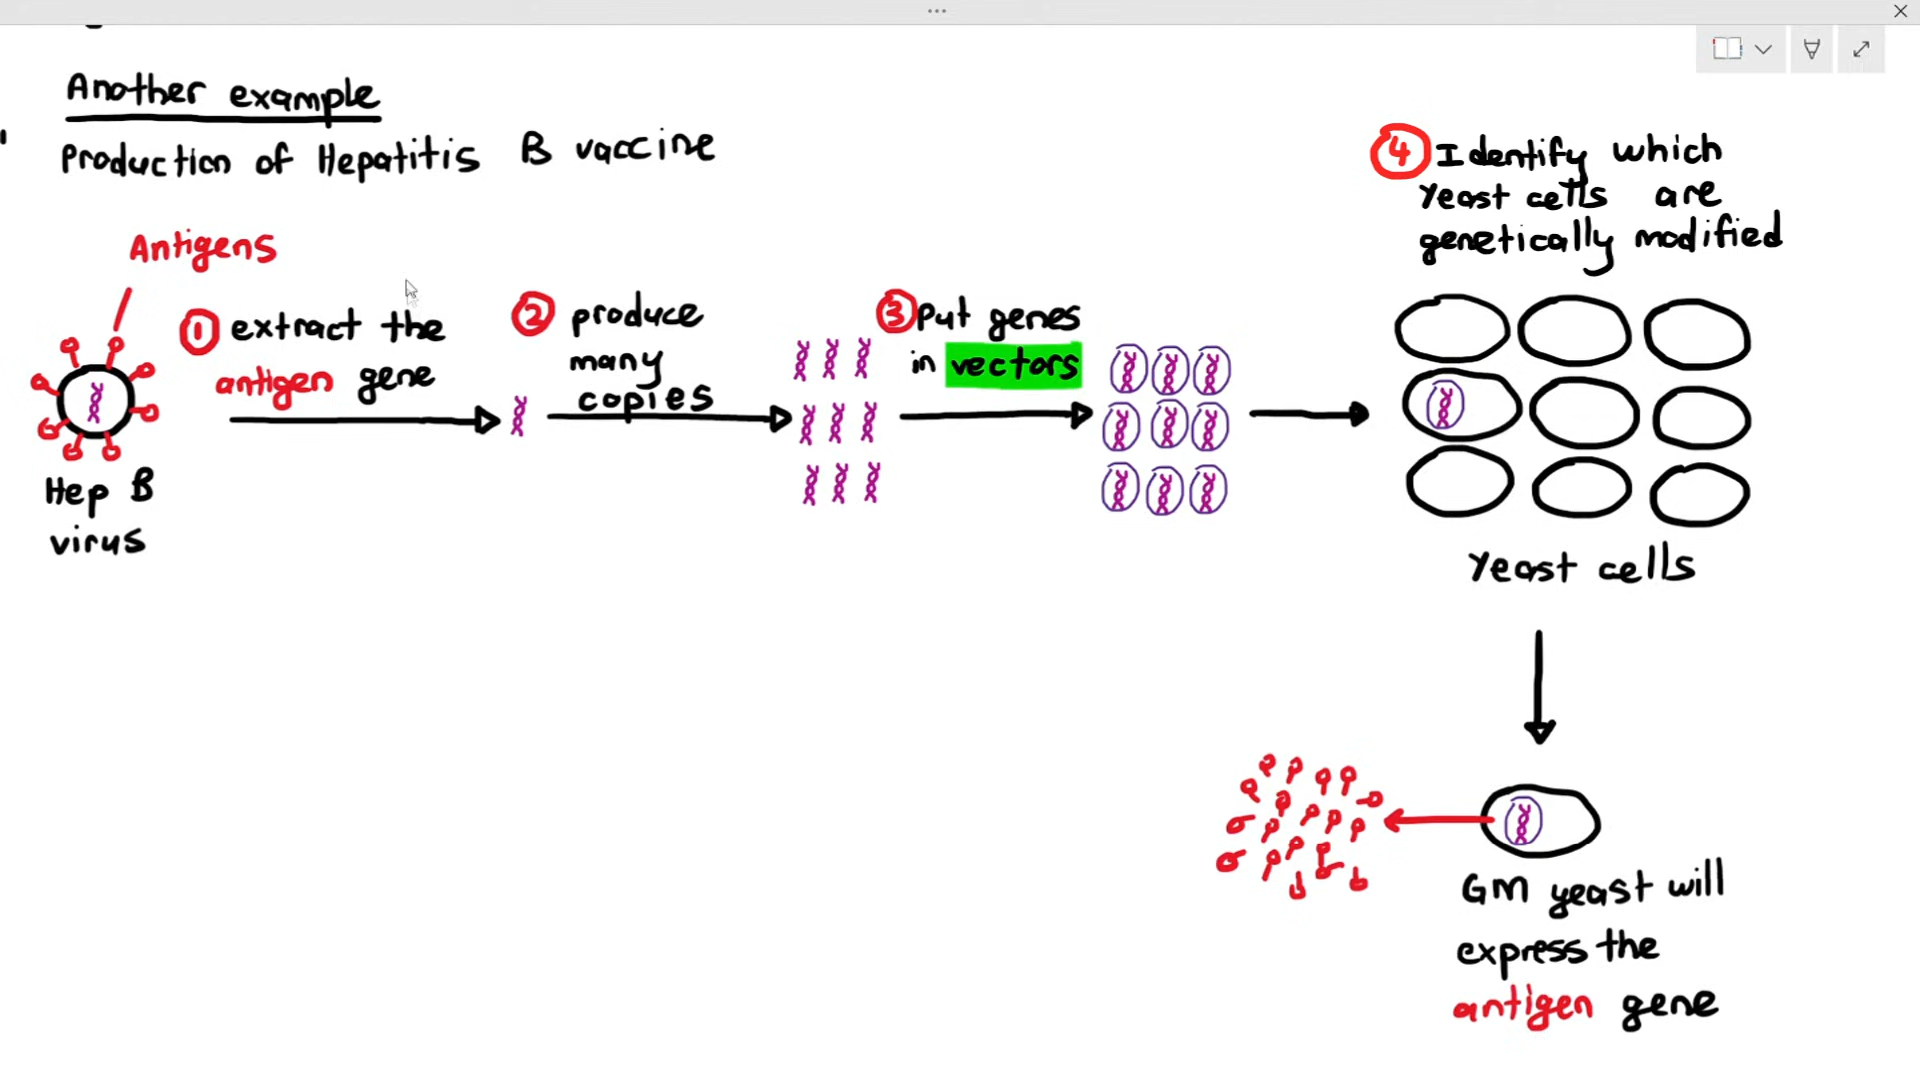 Another example
Production of Hepatitis B vaccine
Antigens
① extract the
antigen gene
Hep B
virus
② produce
many
copies
③ Put genes
in vectors
④ Identify which
yeast cells are
genetically modified
Yeast cells
GM yeast will
express the
antigen gene